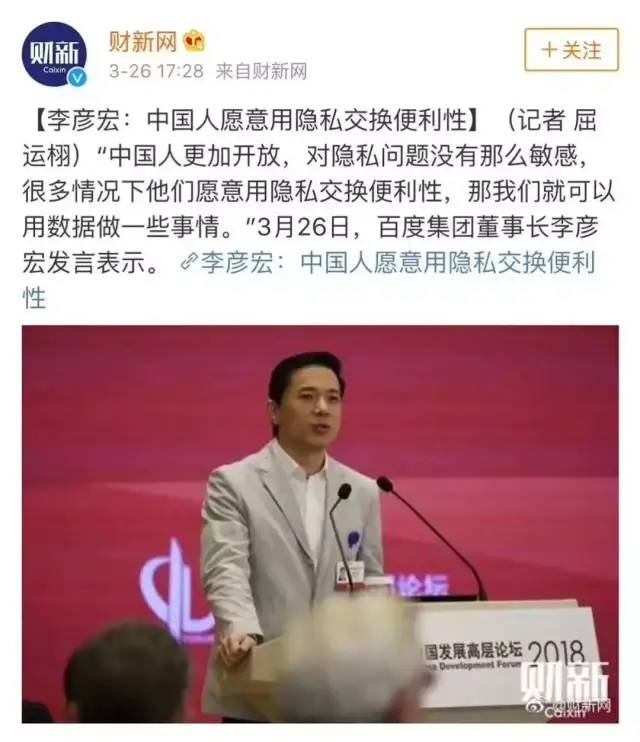 财新
Caixin
财新网
3-26 17:28 来自财新网
+关注
【李彦宏：中国人愿意用隐私交换便利性】（记者 屈
运栩）“中国人更加开放，对隐私问题没有那么敏感，
很多情况下他们愿意用隐私交换便利性，那我们就可以
用数据做一些事情。”3月26日，百度集团董事长李彦
宏发言表示。李彦宏：中国人愿意用隐私交换便利
性
论坛
国发展高层论坛 2018
na Development Forum
财新
Caixin
@财新网